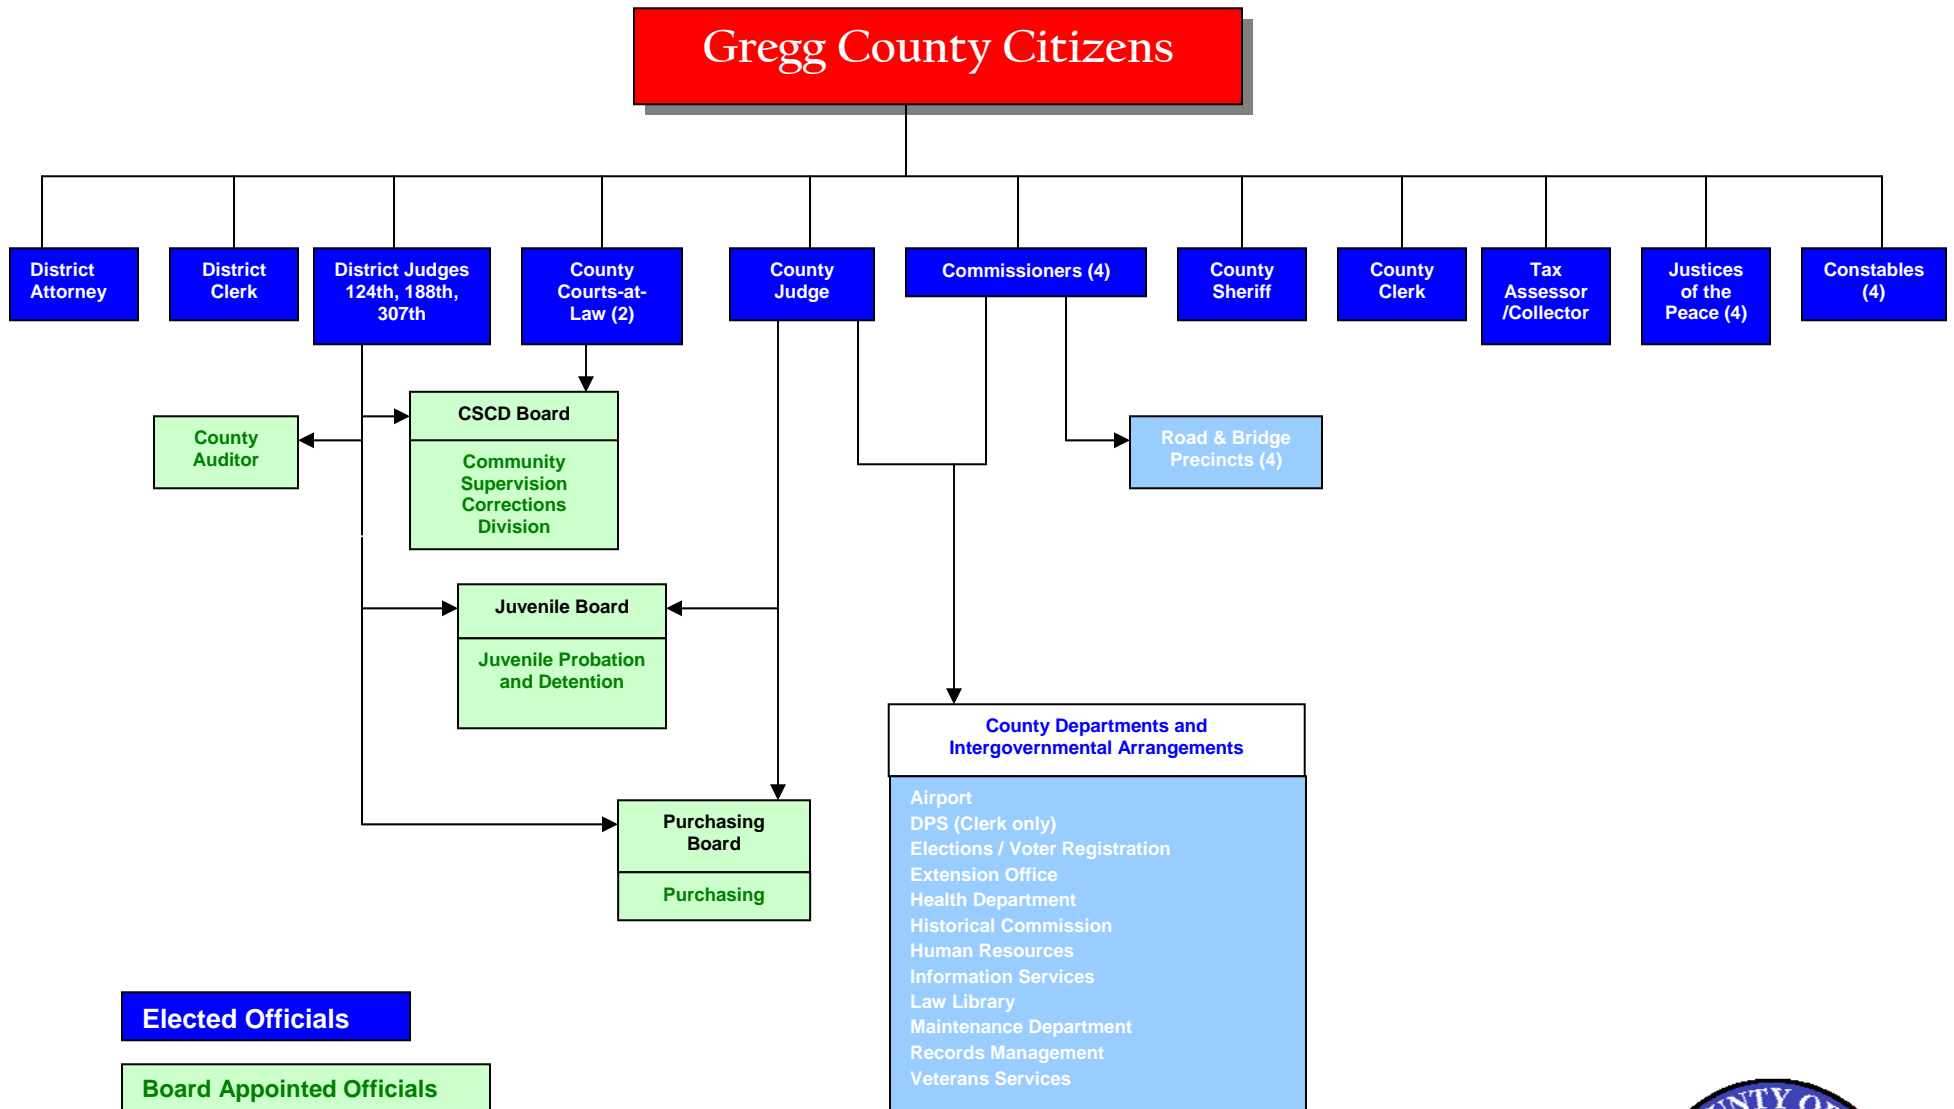 Gregg County Citizens
District
Attorney
District
Clerk
District Judges
124th, 188th,
307th
County
Courts-at-
Law (2)
County
Judge
Commissioners (4)
County
Sheriff
County
Clerk
Tax
Assessor
/Collector
Justices
of the
Peace (4)
Constables
(4)
County
Auditor
CSCD Board
Community
Supervision
Corrections
Division
Road & Bridge
Precincts (4)
Juvenile Board
Juvenile Probation
and Detention
County Departments and
Intergovernmental Arrangements
Airport
DPS (Clerk only)
Elections / Voter Registration
Extension Office
Health Department
Historical Commission
Human Resources
Information Services
Law Library
Maintenance Department
Records Management
Veterans Services
Purchasing
Board
Purchasing
Elected Officials
Board Appointed Officials